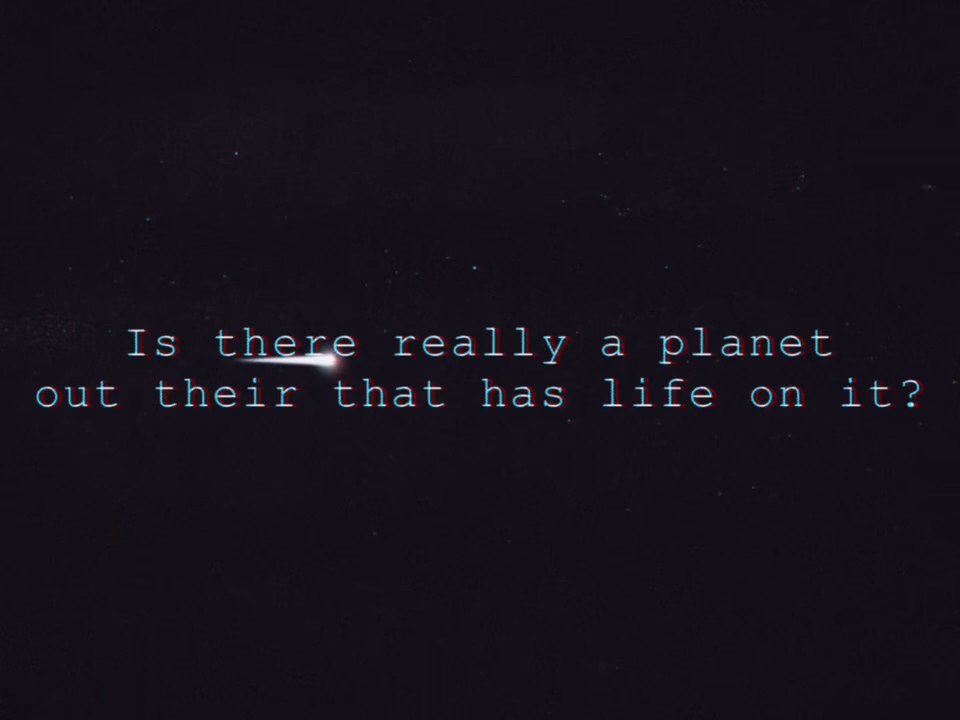 Is there really a planet
out their that has life on it?